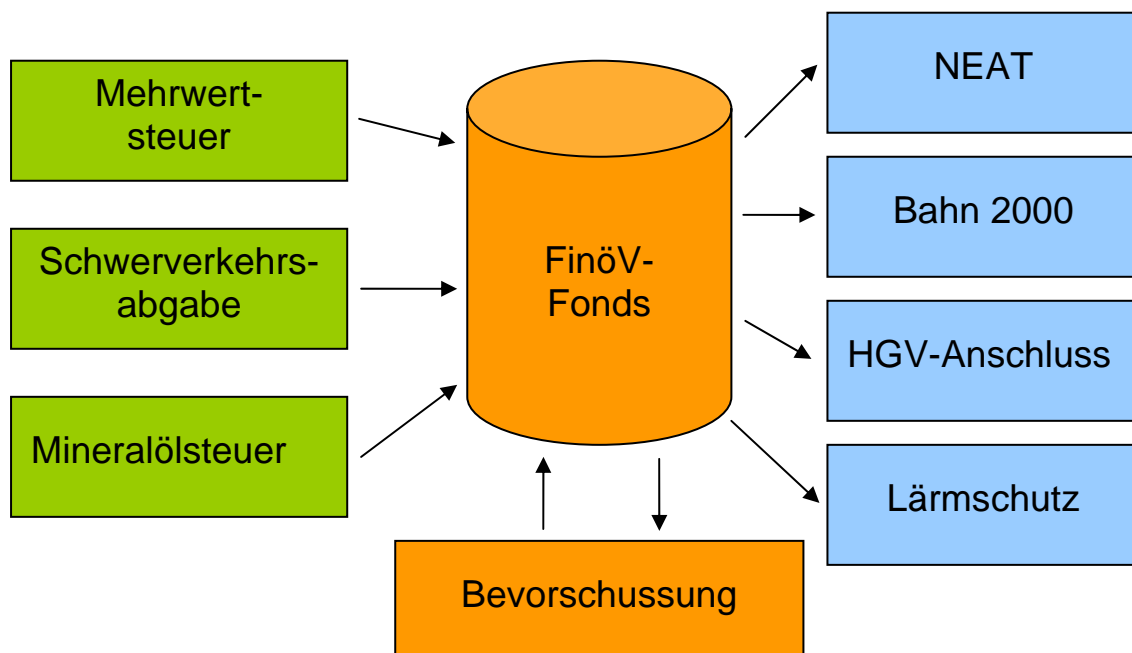 Mehrwert-
steuer
Schwerverkehrs-
abgabe
Mineralölsteuer
FinöV-
Fonds
Bevorschussung
NEAT
Bahn 2000
HGV-Anschluss
Lärmschutz